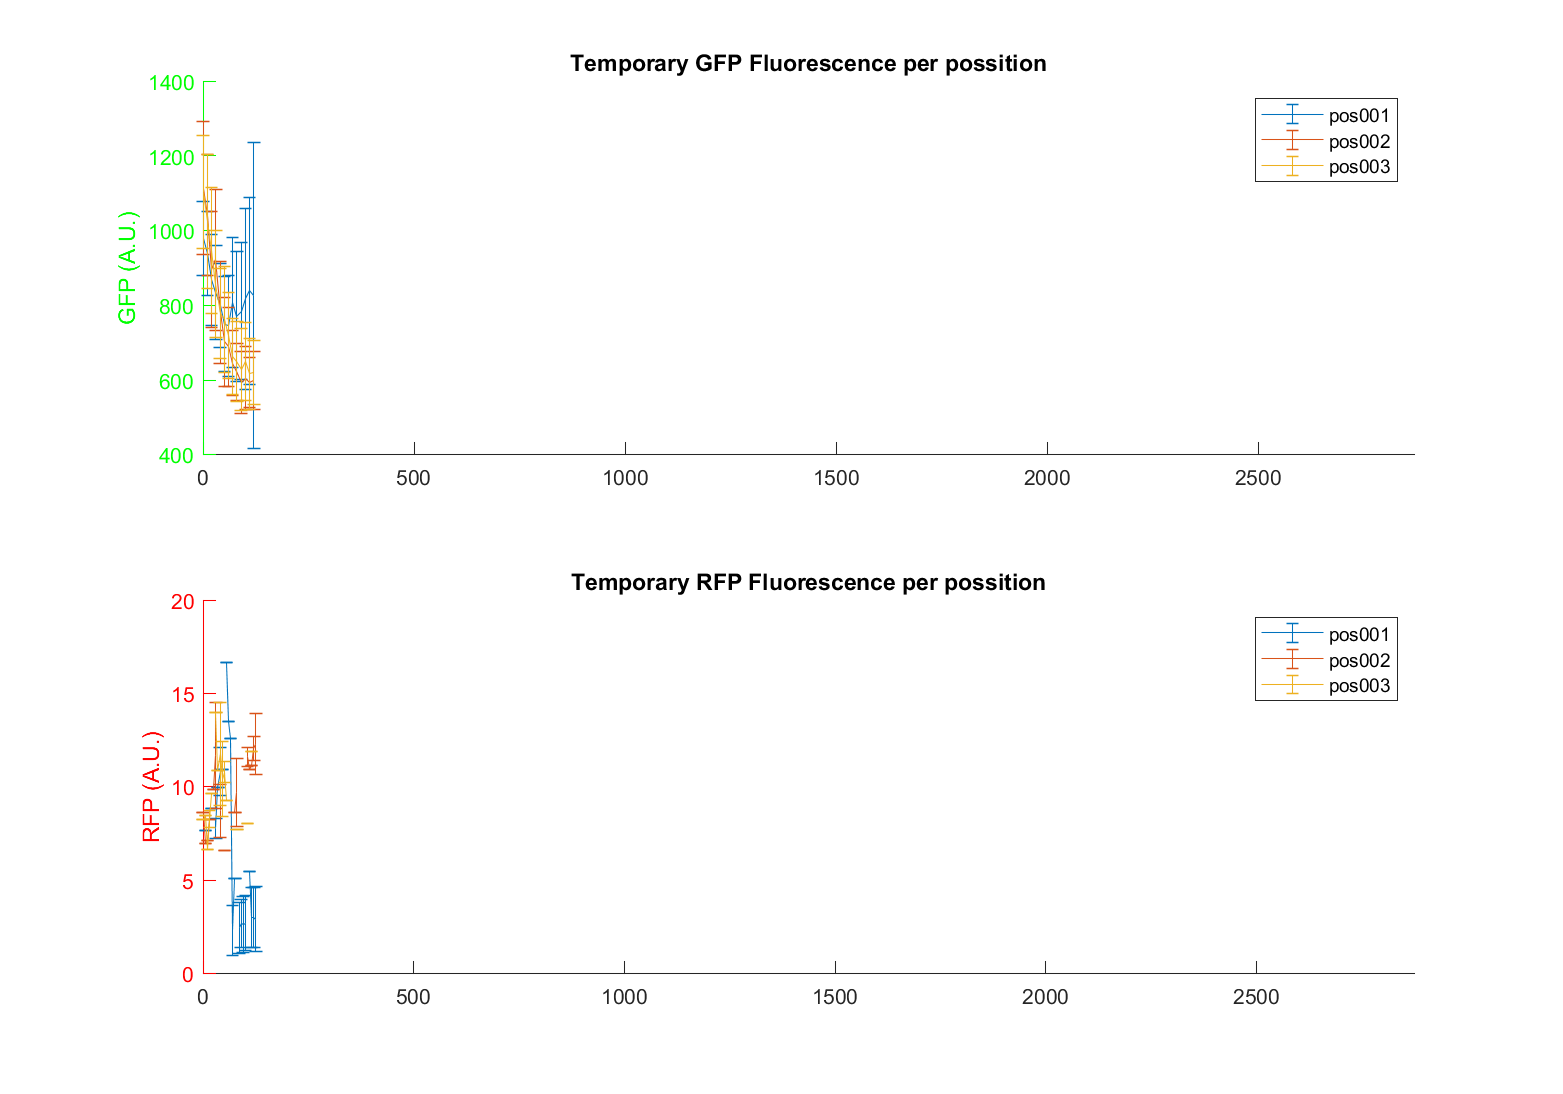 Temporary GFP Fluorescence per possition
1400
1200
1000
800
600
400
GFP (A.U.)
0 500 1000 1500 2000 2500
pos001
pos002
pos003
Temporary RFP Fluorescence per possition
20
15
10
5
0
RFP (A.U.)
0 500 1000 1500 2000 2500
pos001
pos002
pos003